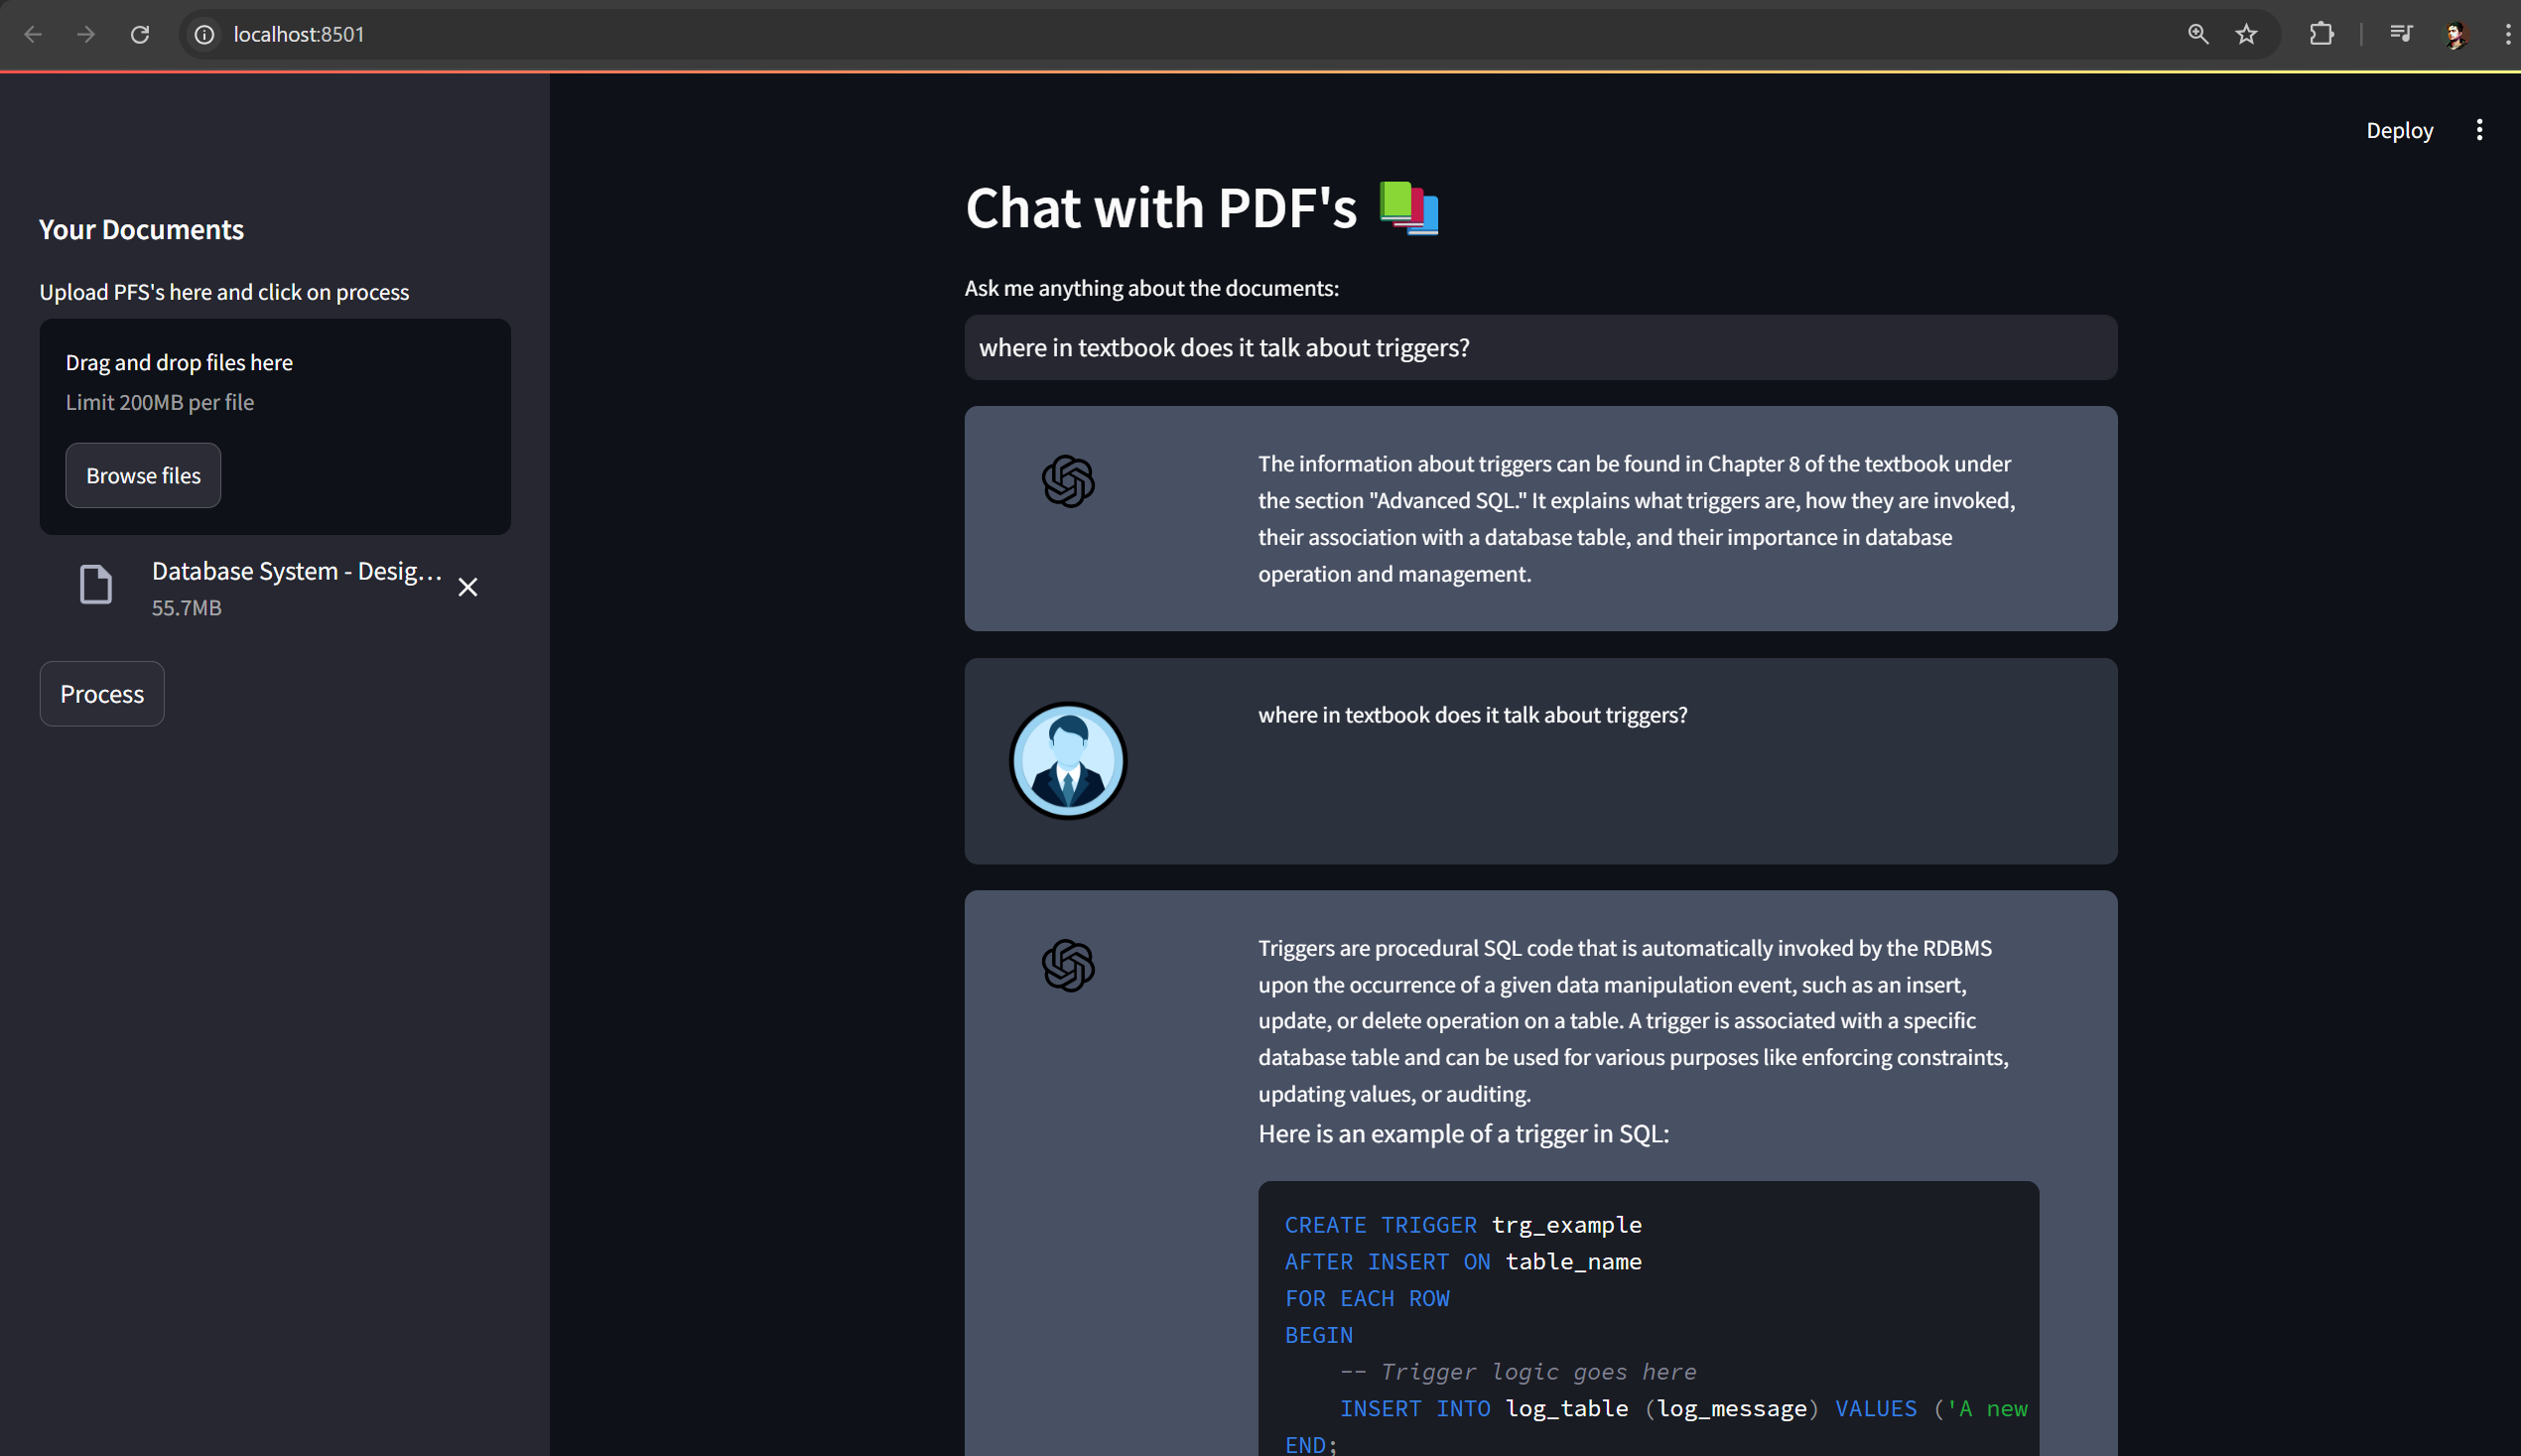 localhost:8501
Deploy
Your Documents
Upload PFS's here and click on process
Drag and drop files here
Limit 200MB per file
Browse files
Database System - Desig...
55.7MB
Process
Chat with PDF's
Ask me anything about the documents:
where in textbook does it talk about triggers?
The information about triggers can be found in Chapter 8 of the textbook under
the section "Advanced SQL." It explains what triggers are, how they are invoked,
their association with a database table, and their importance in database
operation and management.
where in textbook does it talk about triggers?
Triggers are procedural SQL code that is automatically invoked by the RDBMS
upon the occurrence of a given data manipulation event, such as an insert,
update, or delete operation on a table. A trigger is associated with a specific
database table and can be used for various purposes like enforcing constraints,
updating values, or auditing.
Here is an example of a trigger in SQL:
CREATE TRIGGER trg_example
AFTER INSERT ON table_name
FOR EACH ROW
BEGIN
    -- Trigger logic goes here
    INSERT INTO log_table (log_message) VALUES ('A new
END;